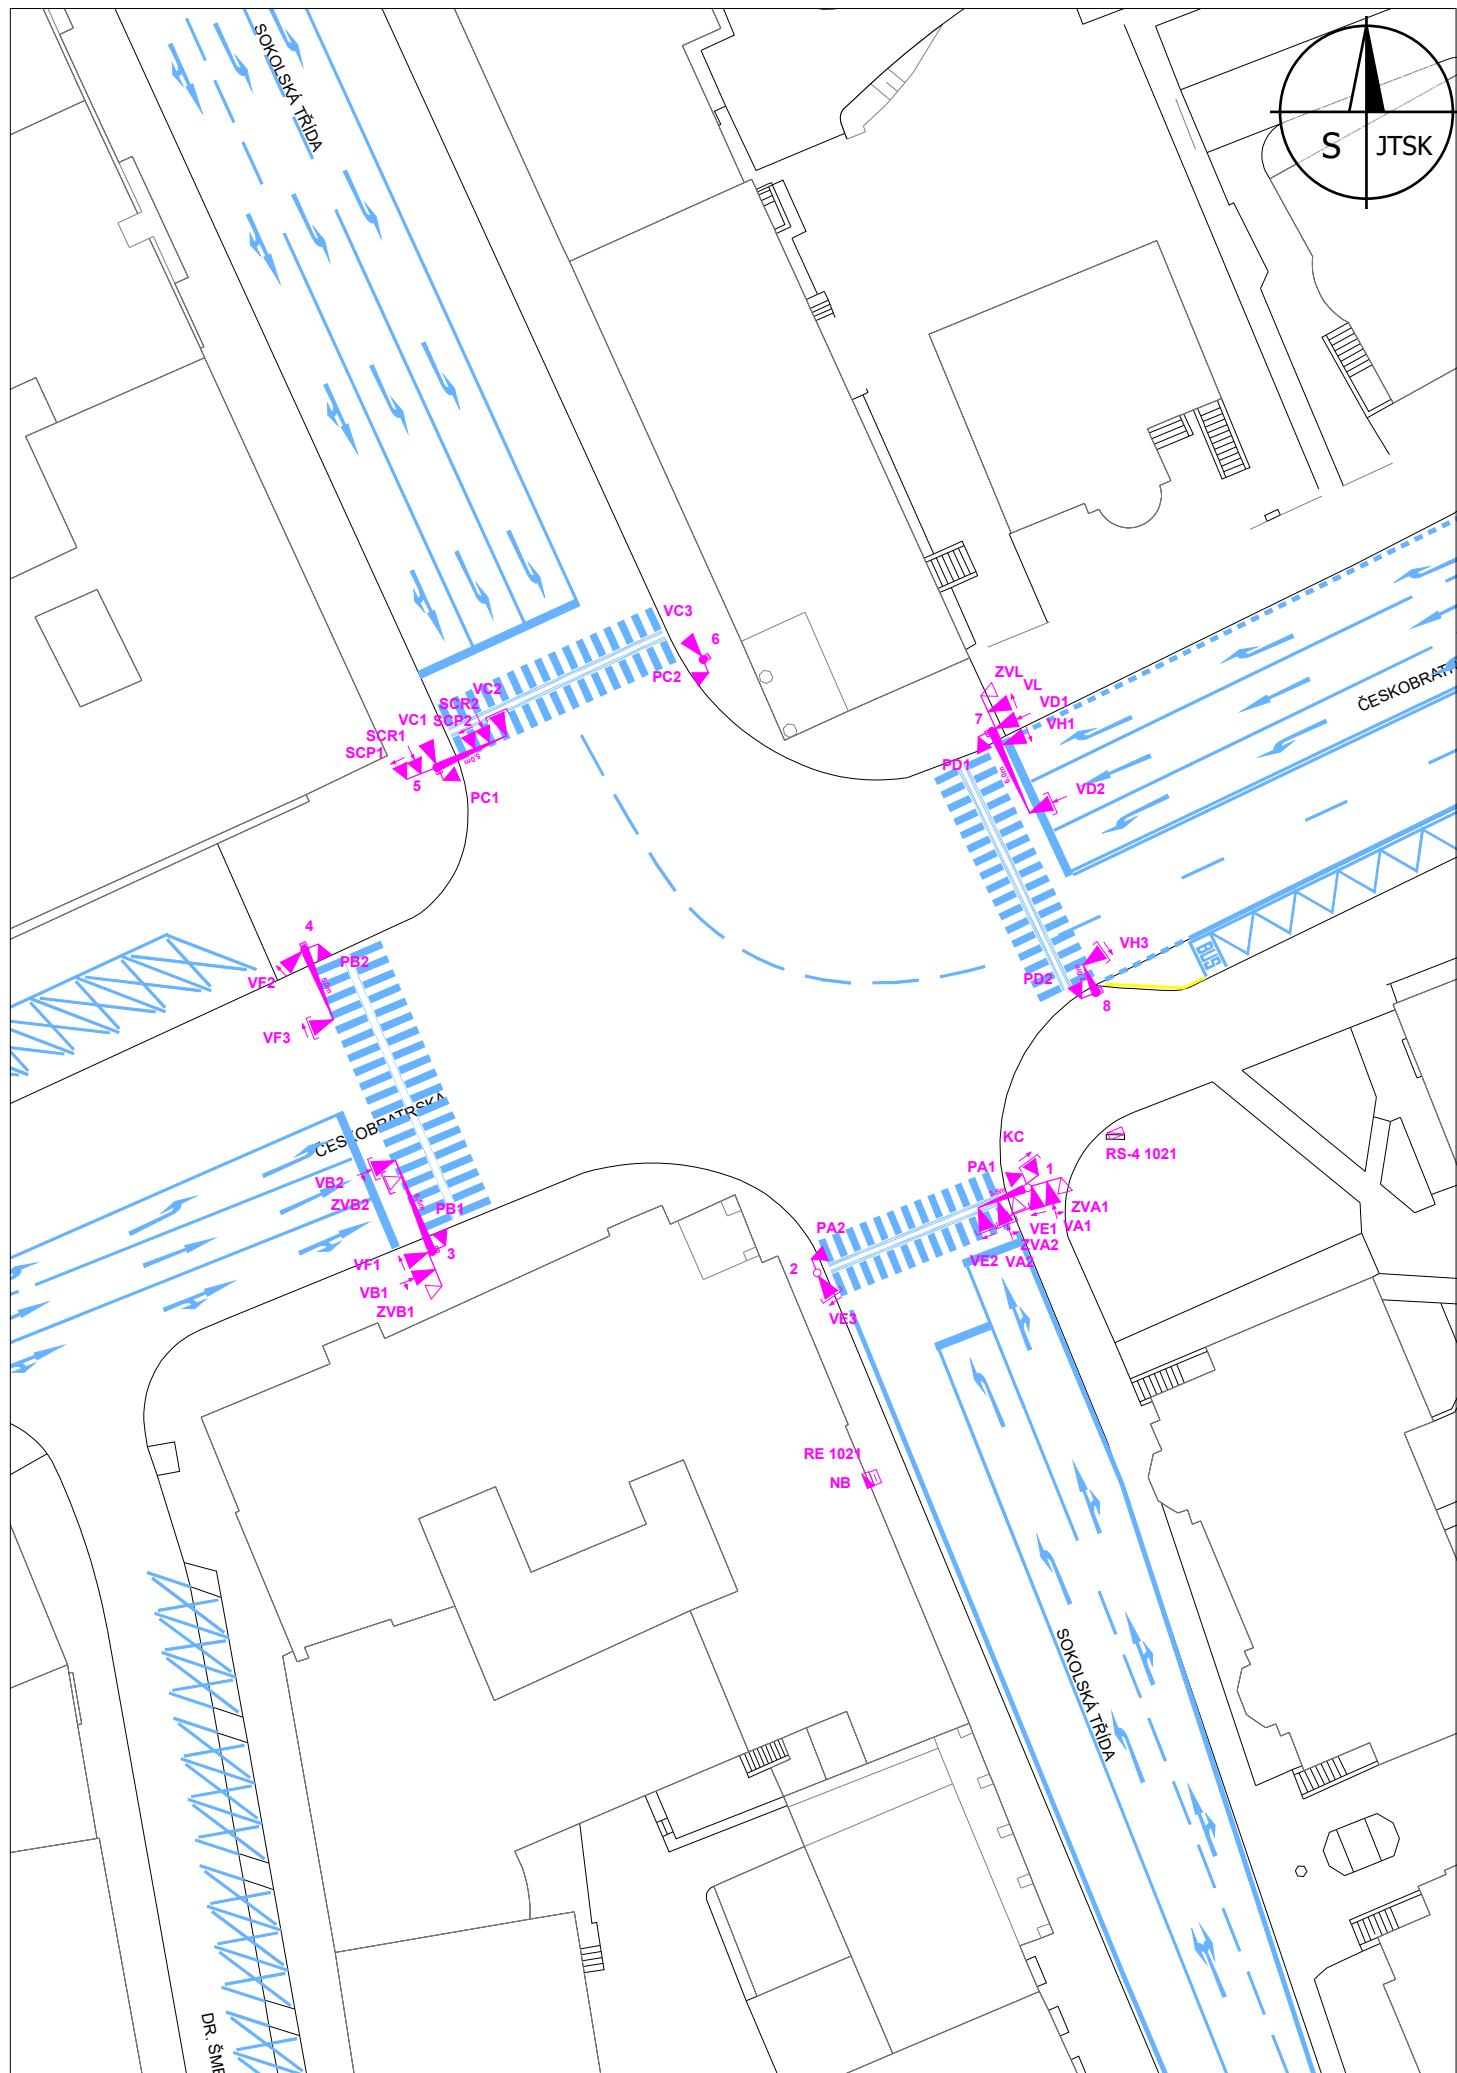 SOKOLSKÁ TŘÍDA
S
JTSK
VC3
6
PC2
VC2
SCR2
VC1
SCP2
SCR1
SCP1
5
PC1
ZVL
VL
VD1
7
VH1
PD1
VD2
ČESKOBRAT
4
PB2
VF2
VF3
VH3
BUS
PD2
8
ČESKOBRATRSKÁ
KC
RS-4 1021
PA1
1
VB2
ZVB2
PB1
ZVA1
VE1
VA1
PA2
3
ZVA2
VF1
VE2
VA2
2
VB1
ZVB1
VE3
RE 1021
NB
SOKOLSKÁ TŘÍDA
DR. ŠME